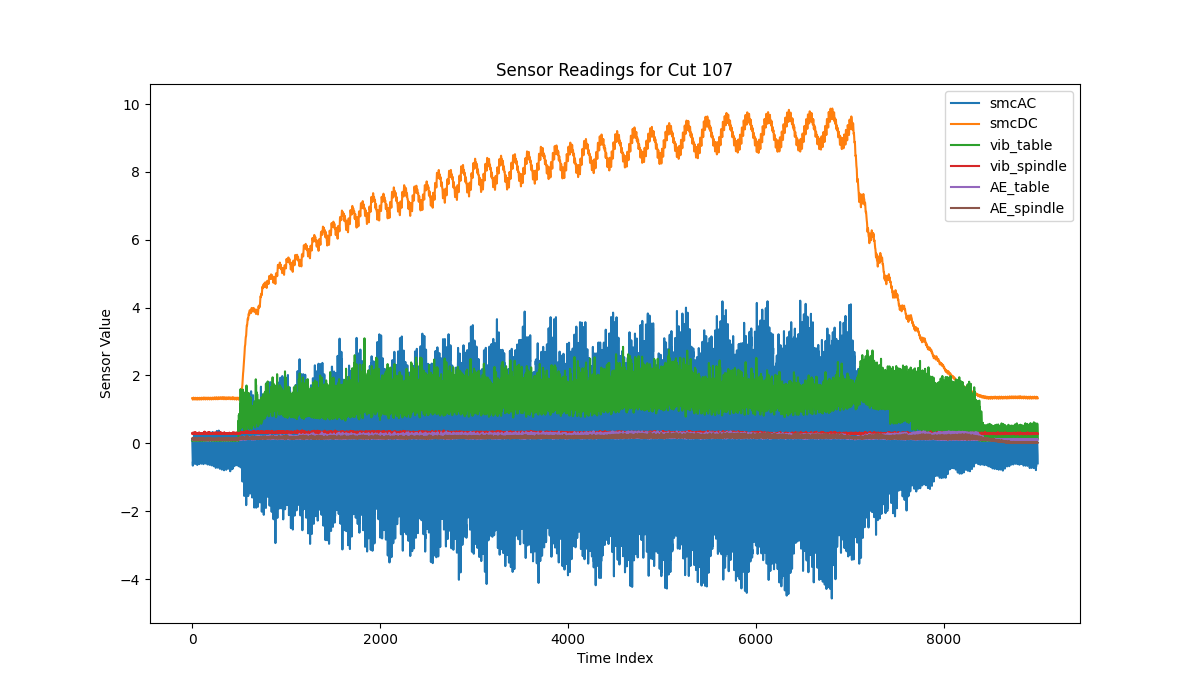 Sensor Readings for Cut 107
smcAC
smcDC
vib_table
vib_spindle
AE_table
AE_spindle
Sensor Value
10
8
6
4
2
0
−2
−4
0 2000 4000 6000 8000
Time Index